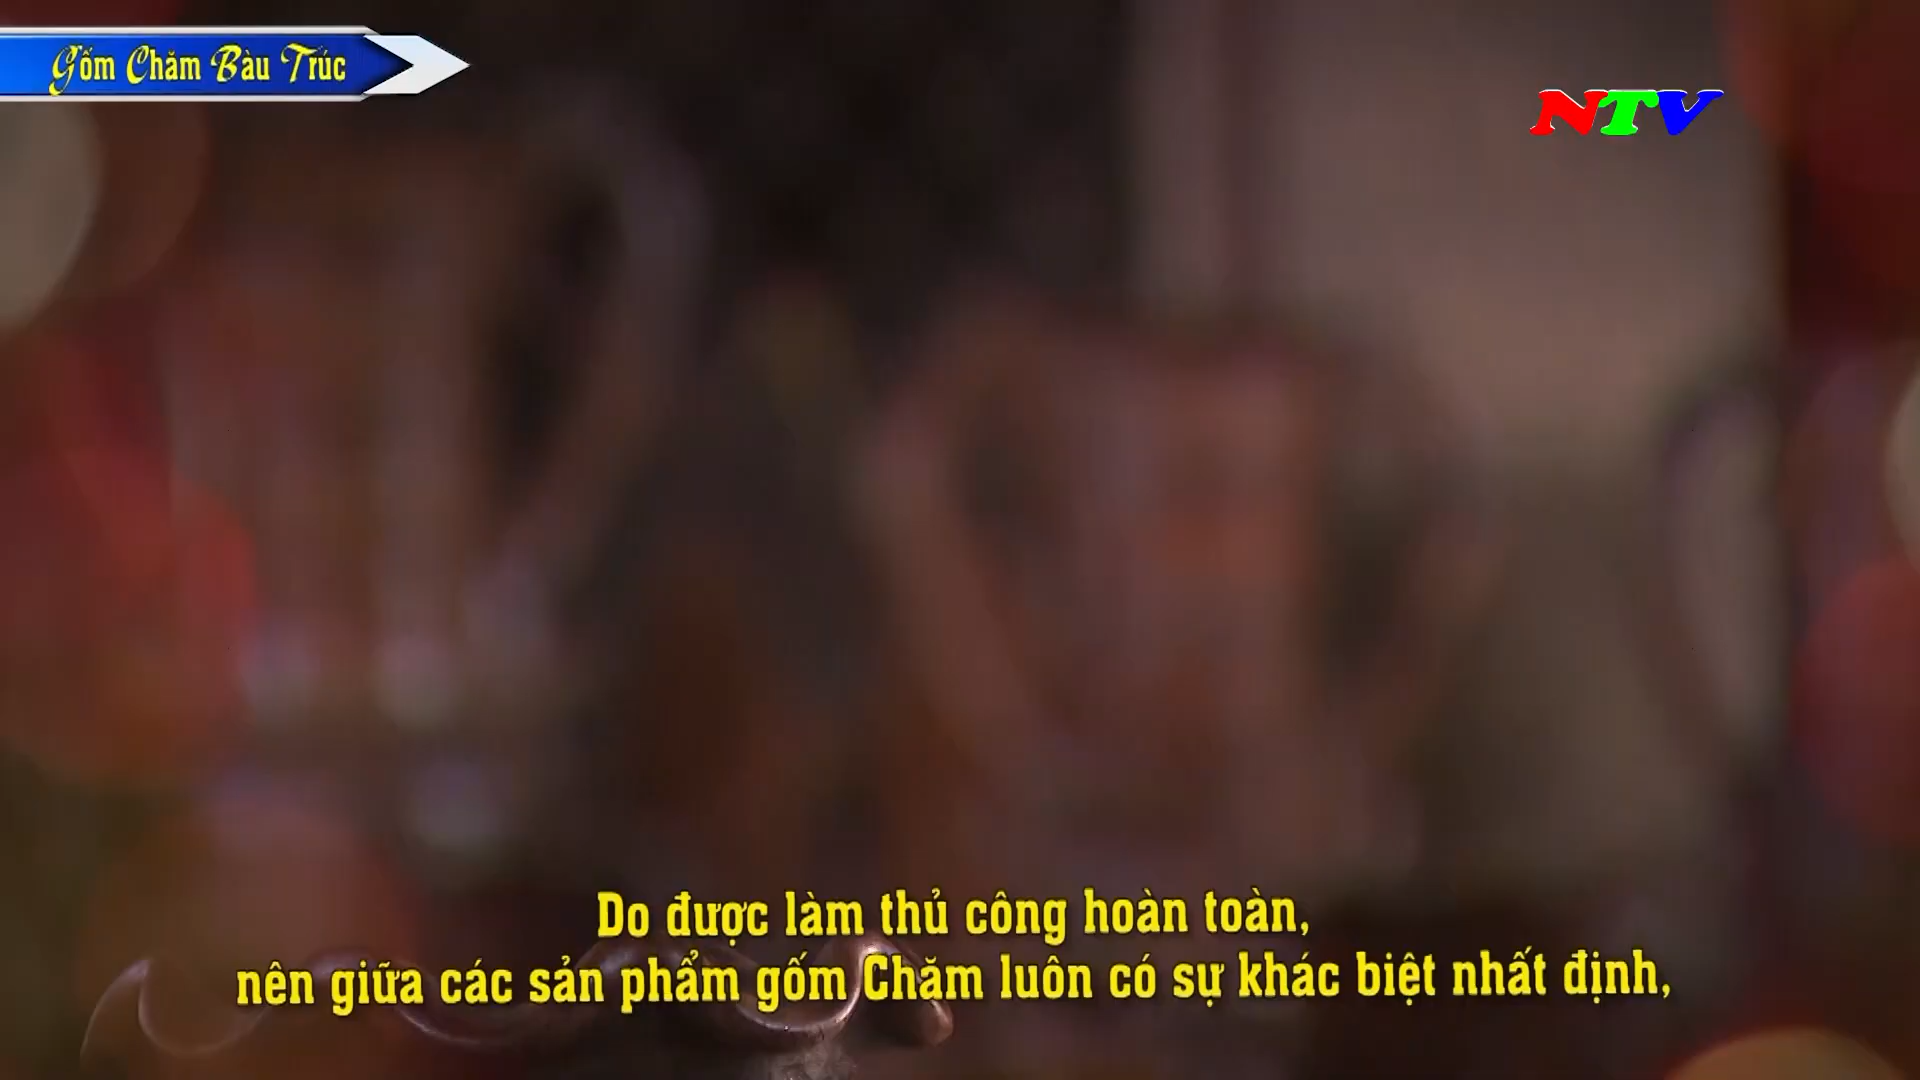 Gốm Chăm Bàu Trúc
NTV
Do được làm thủ công hoàn toàn,
nên giữa các sản phẩm gốm Chăm luôn có sự khác biệt nhất định,